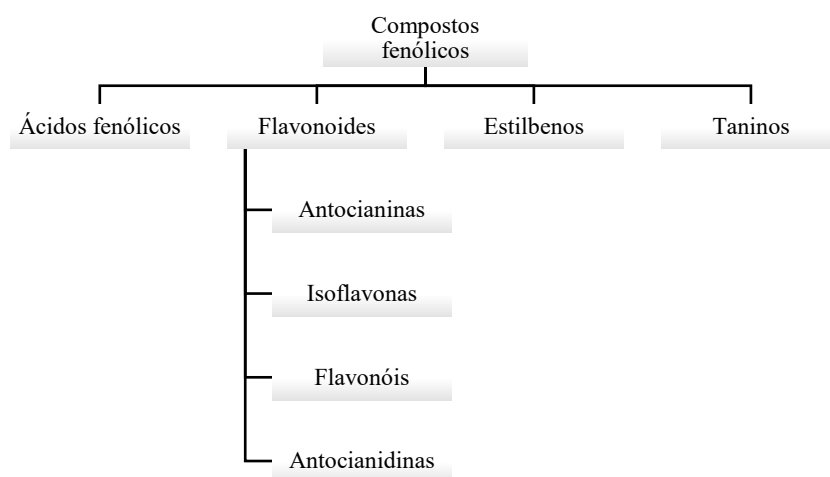 Compostos
fenólicos
Ácidos fenólicos
Flavonoides
Estilbenos
Taninos
Antocianinas
Isoflavonas
Flavonóis
Antocianidinas